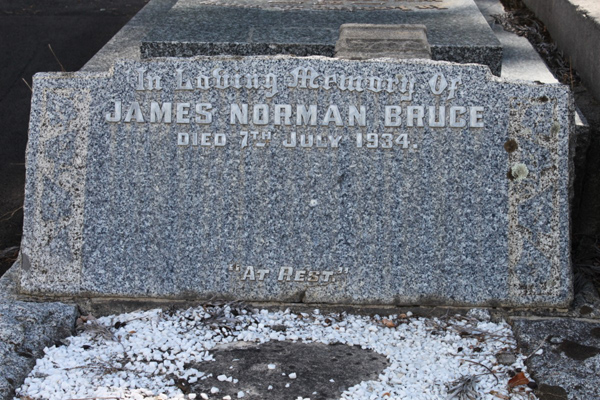 In Loving Memory Of
JAMES NORMAN BRUCE
DIED 7TH JULY 1934.
"AT REST."